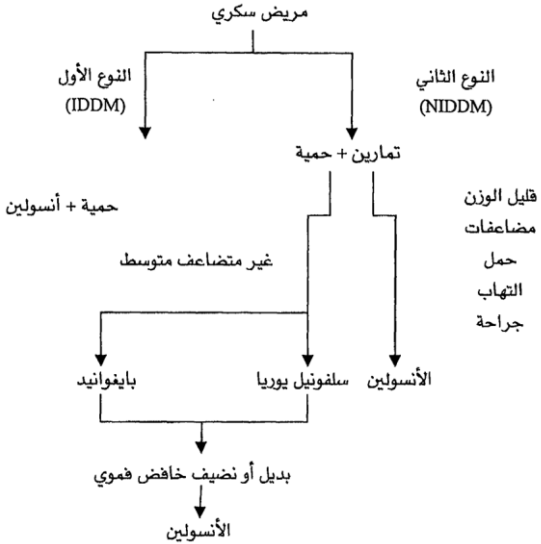 مريض سكري
النوع الأول
(IDDM)
النوع الثاني
(NIDDM)
تمارين + حمية
حمية + أنسولين
قليل الوزن
مضاعفات
حمل
التهاب
جراحة
غير متضاعف متوسط
بايغوانيد
سلفونيل يوريا
الأنسولين
بديل أو نضيف خافض فموي
الأنسولين